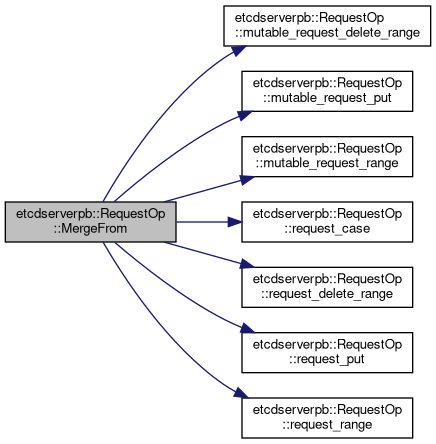 etcdserverpb::RequestOp
::MergeFrom
etcdserverpb::RequestOp
::mutable_request_delete_range
etcdserverpb::RequestOp
::mutable_request_put
etcdserverpb::RequestOp
::mutable_request_range
etcdserverpb::RequestOp
::request_case
etcdserverpb::RequestOp
::request_delete_range
etcdserverpb::RequestOp
::request_put
etcdserverpb::RequestOp
::request_range